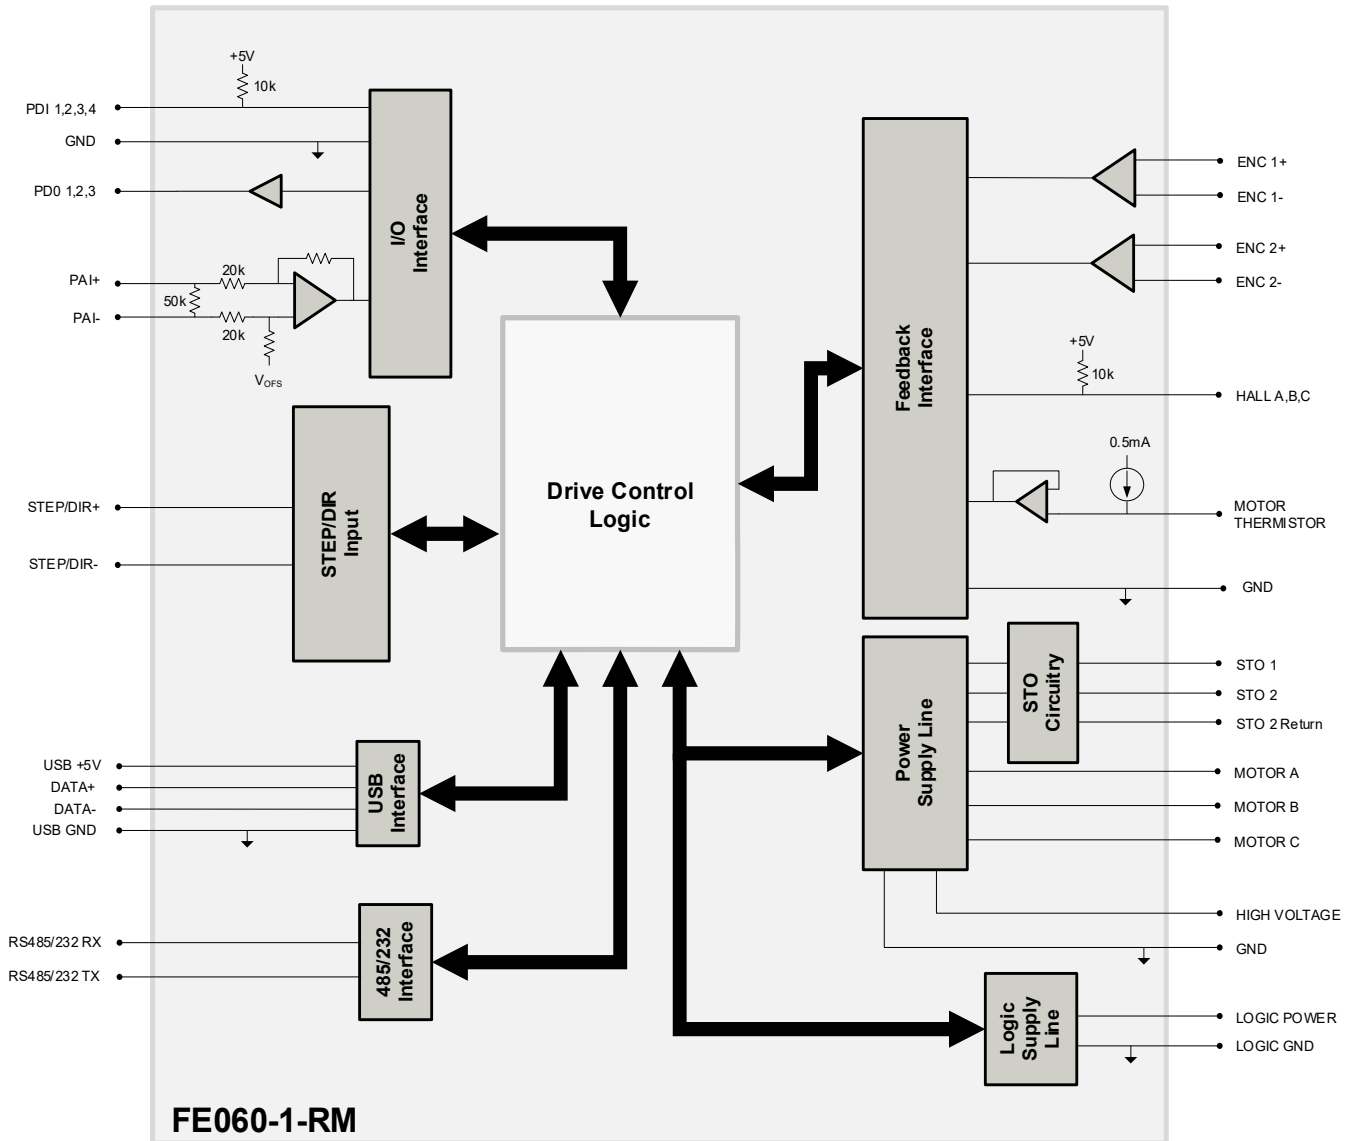 +5V
10k
PDI 1,2,3,4
GND
PD0 1,2,3
PAI+
20k
50k
PAI-
20k
VOFS
I/O
Interface
STEP/DIR+
STEP/DIR-
STEP/DIR
Input
Drive Control
Logic
USB +5V
DATA+
DATA-
USB GND
USB
Interface
RS485/232 RX
RS485/232 TX
485/232
Interface
Feedback
Interface
ENC 1+
ENC 1-
ENC 2+
ENC 2-
+5V
10k
HALL A,B,C
0.5mA
MOTOR
THERMISTOR
GND
Power
Supply Line
STO
Circuitry
STO 1
STO 2
STO 2 Return
MOTOR A
MOTOR B
MOTOR C
HIGH VOLTAGE
GND
Logic
Supply
Line
LOGIC POWER
LOGIC GND
FE060-1-RM